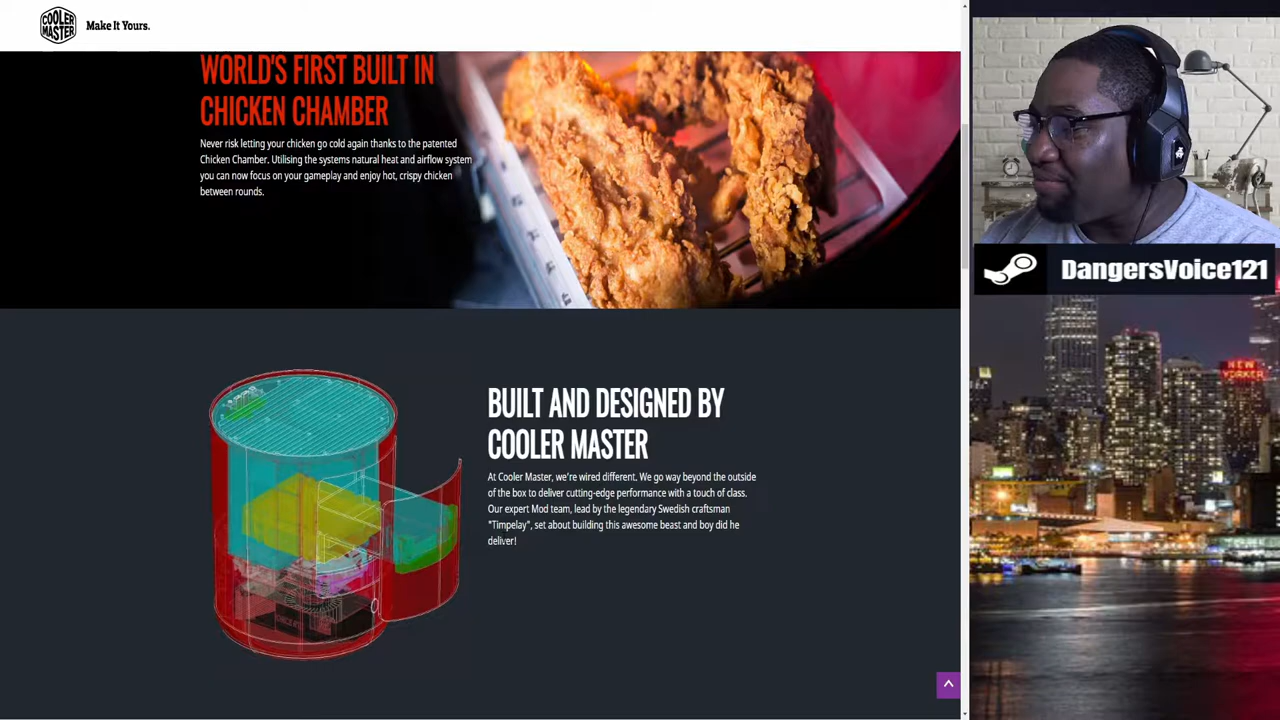 COOLER
MASTER
Make It Yours.
WORLD'S FIRST BUILT IN
CHICKEN CHAMBER
Never risk letting your chicken go cold again thanks to the patented
Chicken Chamber. Utilising the systems natural heat and airflow system
you can now focus on your gameplay and enjoy hot, crispy chicken
between rounds.
BUILT AND DESIGNED BY
COOLER MASTER
At Cooler Master, we're wired different. We go way beyond the outside
of the box to deliver cutting-edge performance with a touch of class.
Our expert Mod team, lead by the legendary Swedish craftsman
"Timpelay", set about building this awesome beast and boy did he
deliver!
DangersVoice121
NEW
YORKER